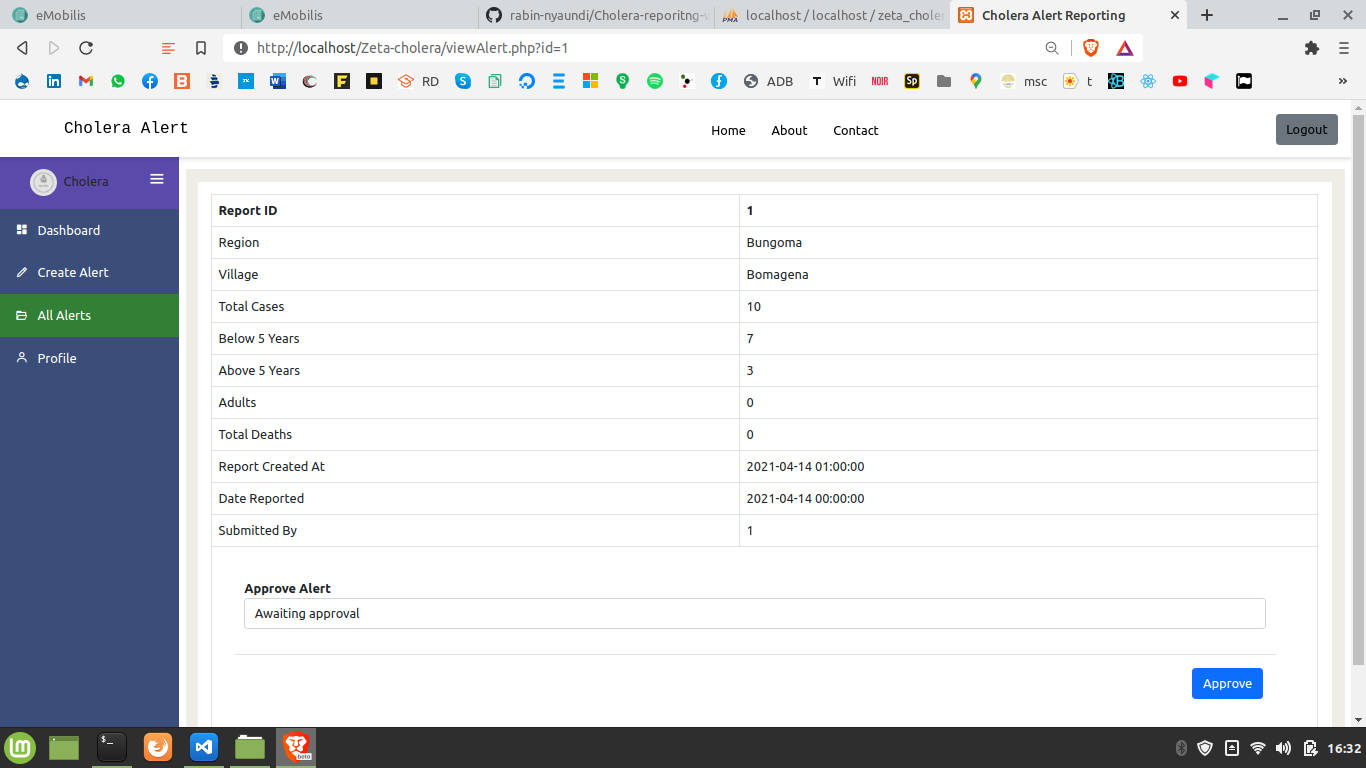 eMobilis
eMobilis
rabin-nyaundi/Cholera-reporitng-w
localhost / localhost / zeta_choler
Cholera Alert Reporting
http://localhost/Zeta-cholera/viewAlert.php?id=1
RD
ADB
T Wifi
NOIR
Sp
msc
t
Cholera Alert
Home
About
Contact
Logout
Cholera
Dashboard
Create Alert
All Alerts
Profile
Report ID 1
Region Bungoma
Village Bomagena
Total Cases 10
Below 5 Years 7
Above 5 Years 3
Adults 0
Total Deaths 0
Report Created At 2021-04-14 01:00:00
Date Reported 2021-04-14 00:00:00
Submitted By 1
Approve Alert
Awaiting approval
Approve
16:32